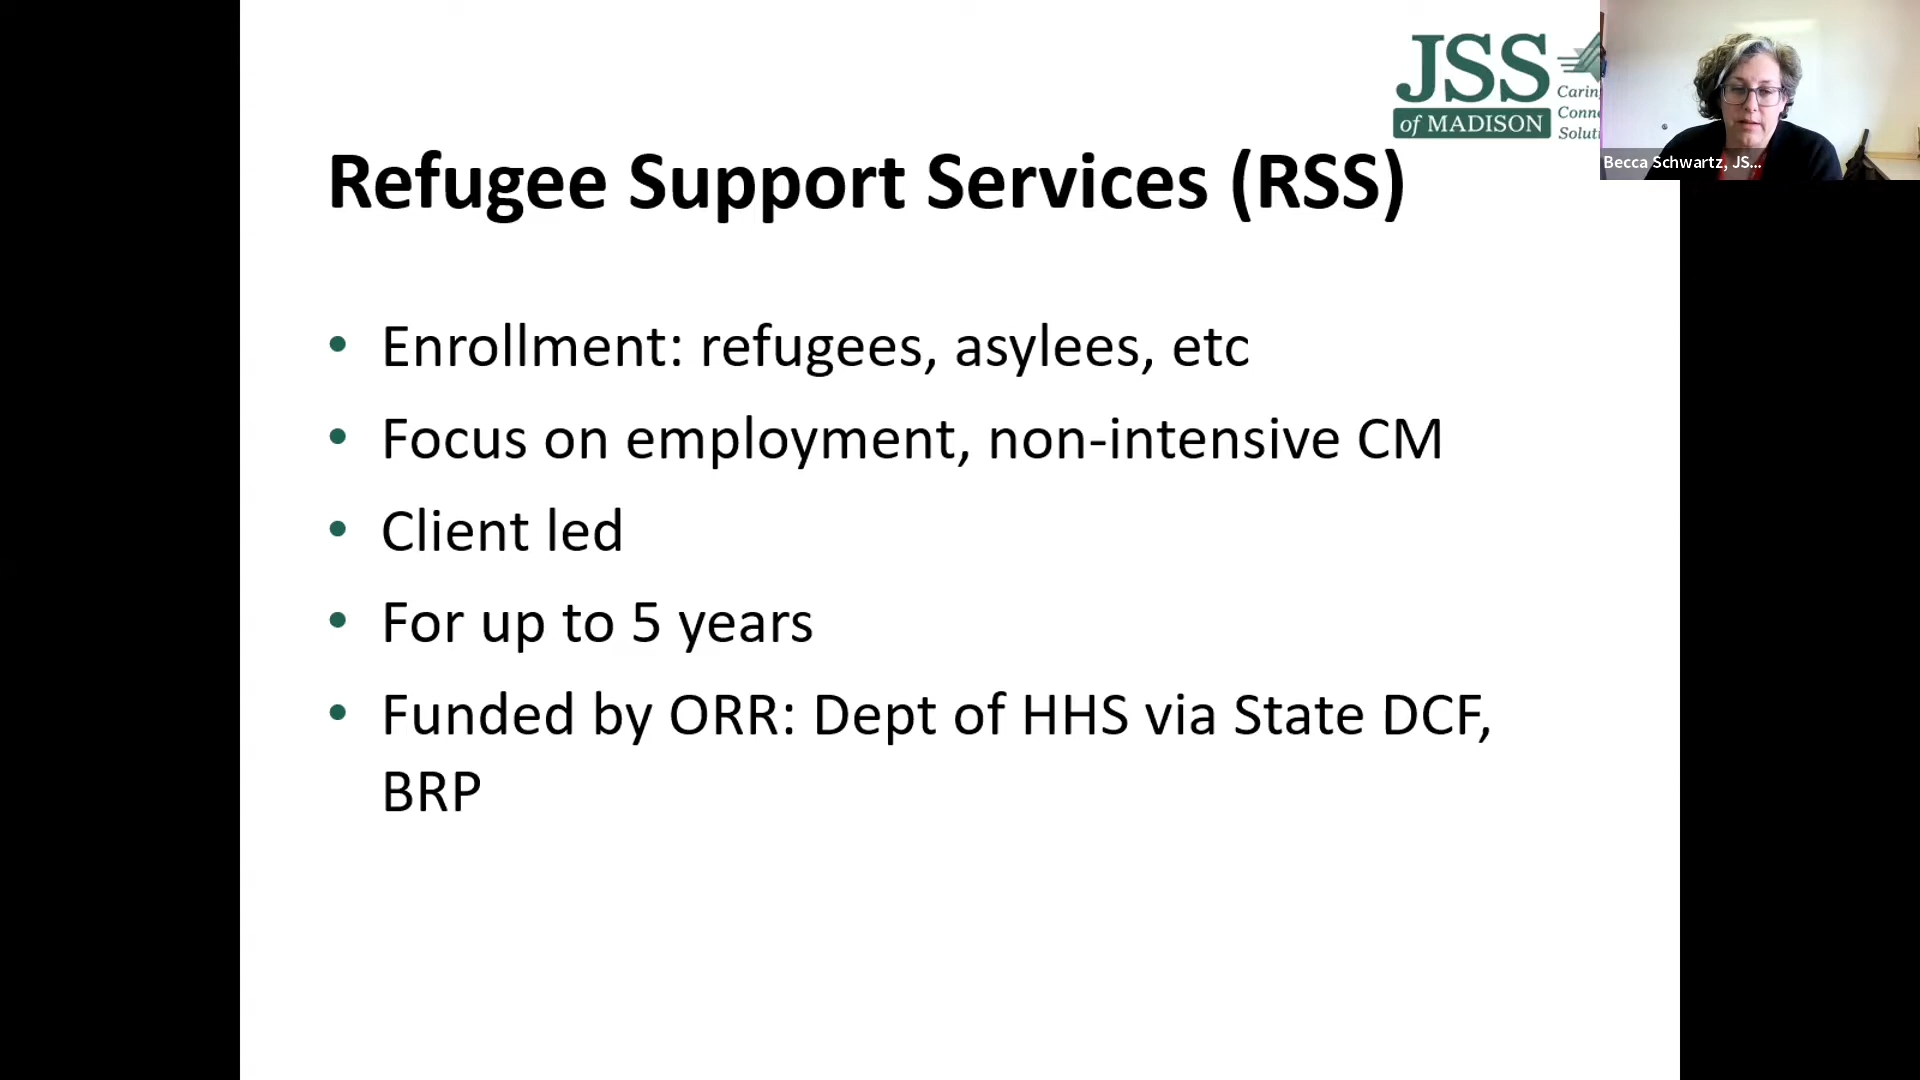 JSS
of MADISON
Refugee Support Services (RSS)
• Enrollment: refugees, asylees, etc
• Focus on employment, non-intensive CM
• Client led
• For up to 5 years
• Funded by ORR: Dept of HHS via State DCF,
BRP
Becca Schwartz, JS...